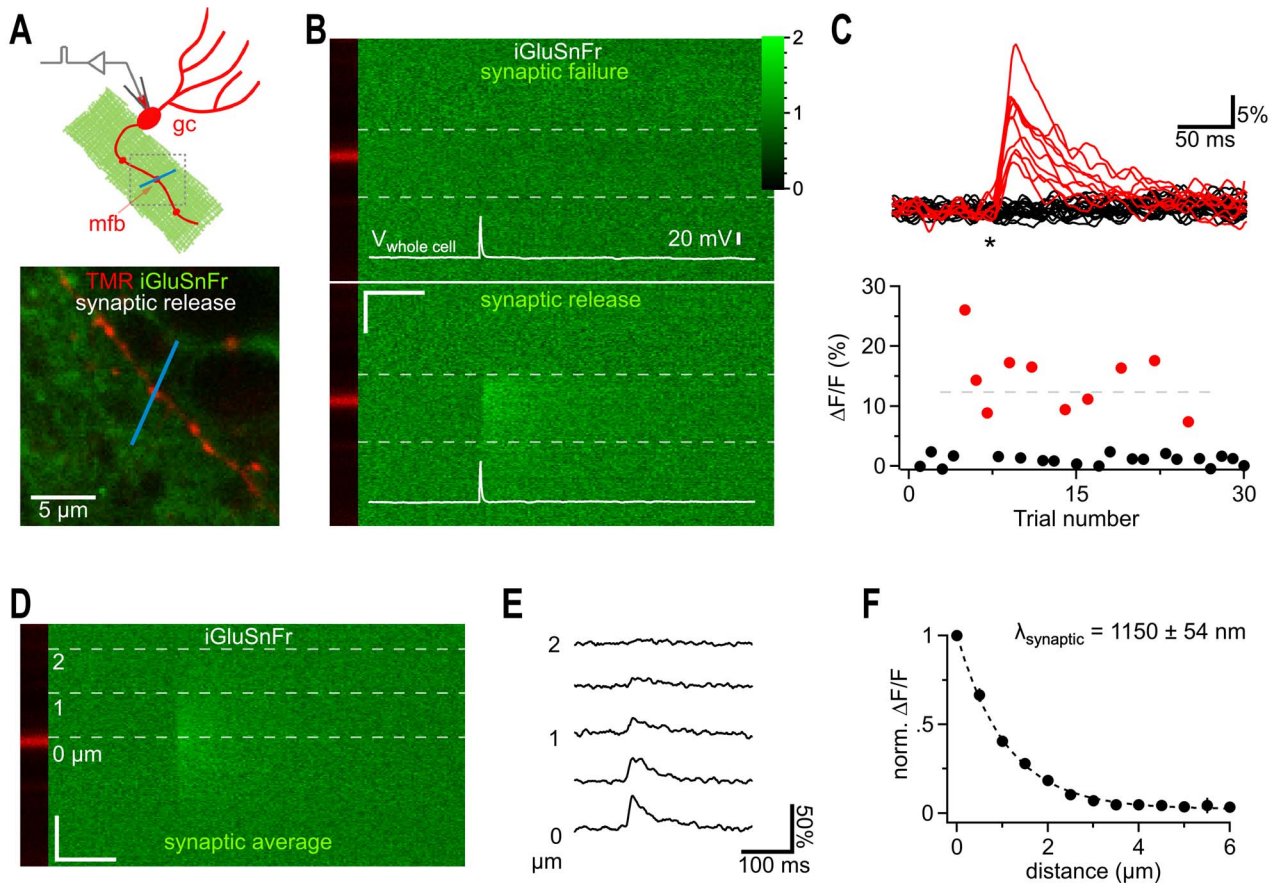 A
gc
mfb
TMR iGluSnFr
synaptic release
5 µm
B
iGluSnFr
synaptic failure
2
1
0
Vwhole cell
20 mV
synaptic release
C
5%
50 ms
*
30
20
10
0
ΔF/F (%)
0 15 30
Trial number
D
iGluSnFr
2
1
0 µm
synaptic average
E
2
1
0
µm
50%
100 ms
F
λsynaptic = 1150 ± 54 nm
1
.5
0
norm. ΔF/F
0 2 4 6
distance (µm)